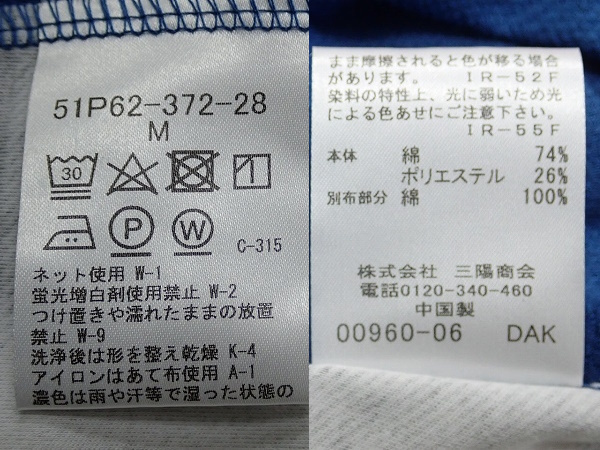 51P62-372-28
M
30
1
P W
C-315
ネット使用 W-1
蛍光増白剤使用禁止 W-2
つけ置きや濡れたままの放置
禁止 W-9
洗浄後は形を整え乾燥 K-4
アイロンはあて布使用 A-1
濃色は雨や汗等で湿った状態の
まま摩擦されると色が移る場合
があります。 IR-52F
染料の特性上、光に弱いため光
による色あせにご注意下さい。
IR-55F
本体 綿 74%
ポリエステル 26%
別布部分 綿 100%
株式会社 三陽商会
電話0120-340-460
中国製
00960-06 DAK